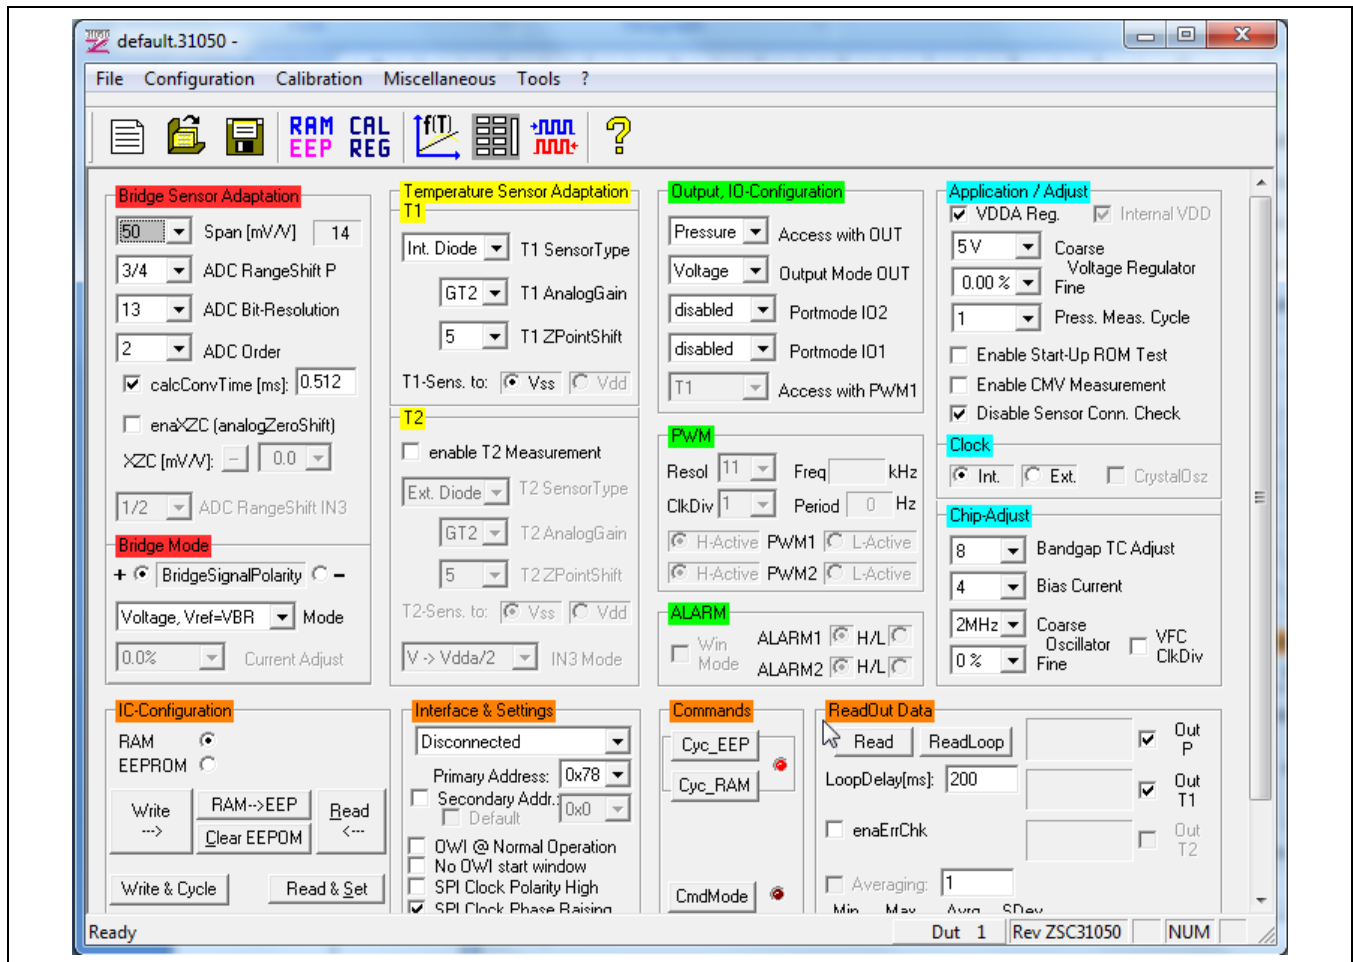 default.31050 -
File Configuration Calibration Miscellaneous Tools ?
RAM EEP CAL REG f(T) ?
Bridge Sensor Adaptation
50 Span [mV/V] 14
3/4 ADC RangeShift P
13 ADC Bit-Resolution
2 ADC Order
calcConvTime [ms]: 0.512
enaXZC (analogZeroShift)
XZC [mV/V]: - 0.0
1/2 ADC RangeShift IN3
Bridge Mode
+ BridgeSignalPolarity -
Voltage, Vref=VBR Mode
0.0% Current Adjust
Temperature Sensor Adaptation
T1
Int. Diode T1 SensorType
GT2 T1 AnalogGain
5 T1 ZPointShift
T1-Sens. to: Vss Vdd
T2
enable T2 Measurement
Ext. Diode T2 SensorType
GT2 T2 AnalogGain
5 T2 ZPointShift
T2-Sens. to: Vss Vdd
V -> Vdda/2 IN3 Mode
Output, IO-Configuration
Pressure Access with OUT
Voltage Output Mode OUT
disabled Portmode IO2
disabled Portmode IO1
T1 Access with PWM1
PWM
Resol 11 Freq kHz
ClkDiv 1 Period 0 Hz
H-Active PWM1 L-Active
H-Active PWM2 L-Active
ALARM
Win Mode
ALARM1 H/L
ALARM2 H/L
Application / Adjust
VDDA Reg. Internal VDD
5 V Coarse
Voltage Regulator
0.00 % Fine
1 Press. Meas. Cycle
Enable Start-Up ROM Test
Enable CMV Measurement
Disable Sensor Conn. Check
Clock
Int. Ext. CrystalOsz
Chip-Adjust
8 Bandgap TC Adjust
4 Bias Current
2MHz Coarse
Oscillator
0 % Fine
VFC
ClkDiv
IC-Configuration
RAM
EEPROM
Write
--->
RAM-->EEP
Clear EEPOM
Read
<---
Write & Cycle Read & Set
Interface & Settings
Disconnected
Primary Address: 0x78
Secondary Addr.: 0x0
Default
OWI @ Normal Operation
No OWI start window
SPI Clock Polarity High
SPI Clock Phase Raising
Commands
Cyc_EEP
Cyc_RAM
CmdMode
ReadOut Data
Read ReadLoop
Out
P
LoopDelay[ms]: 200
Out
T1
enaErrChk
Out
T2
Averaging: 1
Min Max Avrg SDev
Ready Dut 1 Rev ZSC31050 NUM